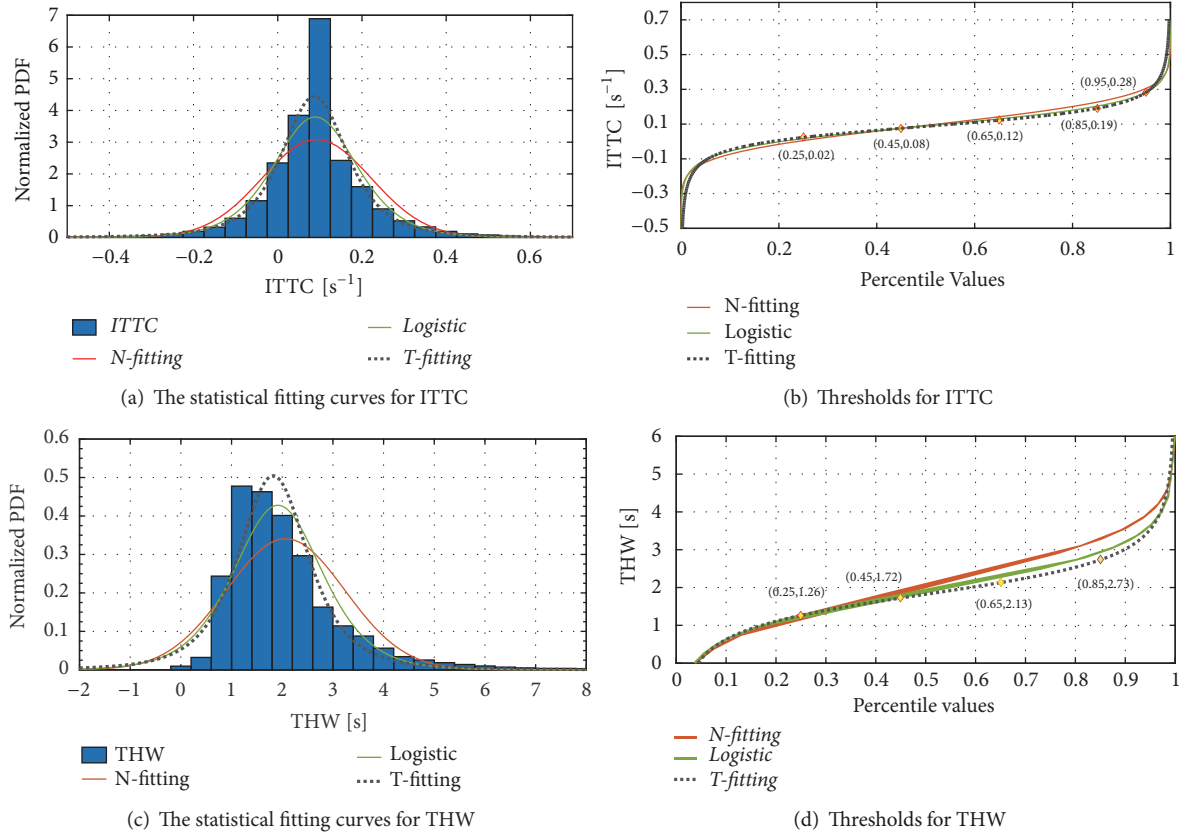 Normalized PDF
7
6
5
4
3
2
1
0
−0.4 −0.2 0 0.2 0.4 0.6
ITTC [s⁻¹]
ITTC
N-fitting
Logistic
T-fitting
(a) The statistical fitting curves for ITTC
ITTC [s⁻¹]
0.7
0.5
0.3
0.1
−0.1
−0.3
−0.5
(0.95,0.28)
(0.85,0.19)
(0.65,0.12)
(0.45,0.08)
(0.25,0.02)
0 0.2 0.4 0.6 0.8 1
Percentile Values
N-fitting
Logistic
T-fitting
(b) Thresholds for ITTC
Normalized PDF
0.6
0.5
0.4
0.3
0.2
0.1
0
−2 −1 0 1 2 3 4 5 6 7 8
THW [s]
THW
N-fitting
Logistic
T-fitting
(c) The statistical fitting curves for THW
THW [s]
6
5
4
3
2
1
0
(0.45,1.72)
(0.25,1.26)
(0.85,2.73)
(0.65,2.13)
0 0.1 0.2 0.3 0.4 0.5 0.6 0.7 0.8 0.9 1
Percentile values
N-fitting
Logistic
T-fitting
(d) Thresholds for THW